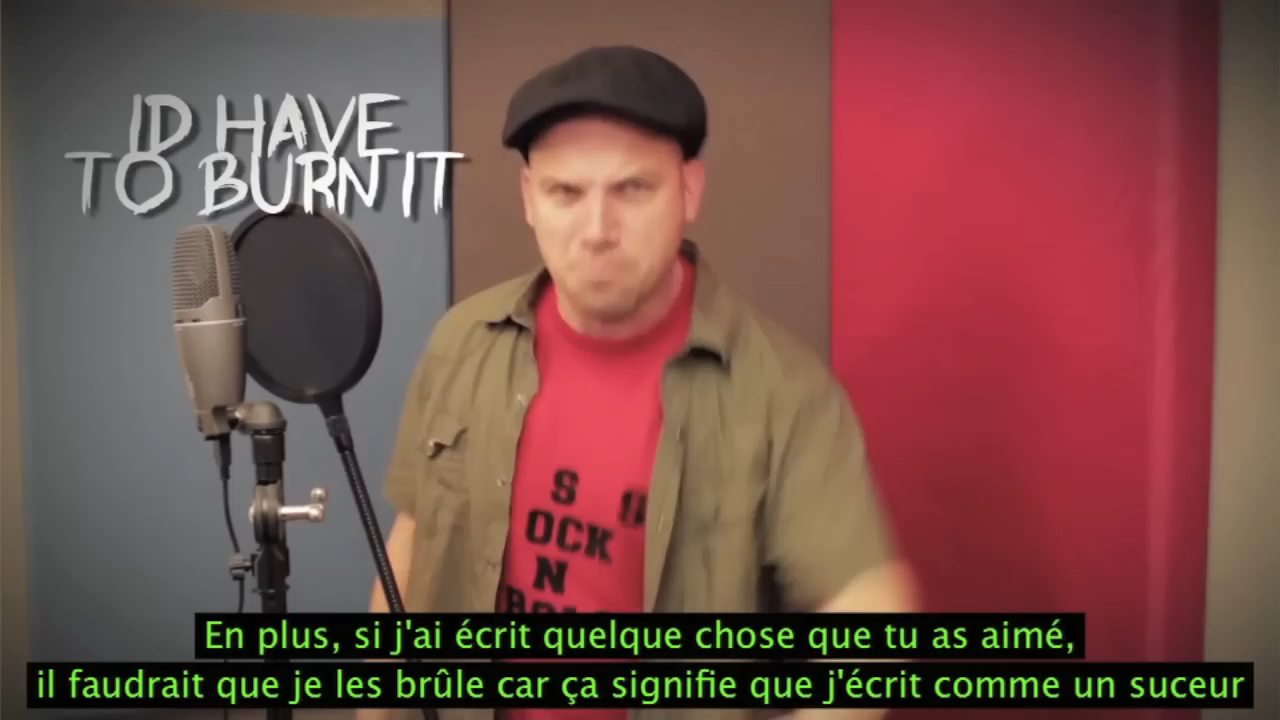 ID HAVE
TO BURN IT
S
OCK
N
En plus, si j'ai écrit quelque chose que tu as aimé,
il faudrait que je les brûle car ça signifie que j'écrit comme un suceur